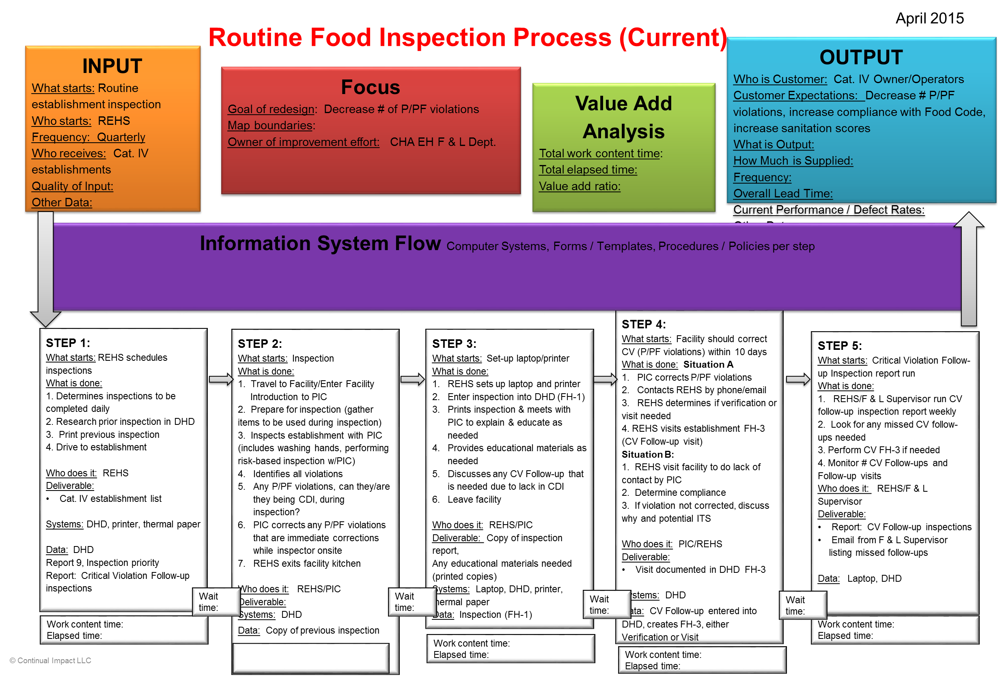 April 2015
Routine Food Inspection Process (Current)
INPUT
What starts: Routine
establishment inspection
Who starts: REHS
Frequency: Quarterly
Who receives: Cat. IV
establishments
Quality of Input:
Other Data:
Focus
Goal of redesign: Decrease # of P/PF violations
Map boundaries:
Owner of improvement effort: CHA EH F & L Dept.
Value Add
Analysis
Total work content time:
Total elapsed time:
Value add ratio:
OUTPUT
Who is Customer: Cat. IV Owner/Operators
Customer Expectations: Decrease # P/PF
violations, increase compliance with Food Code,
increase sanitation scores
What is Output:
How Much is Supplied:
Frequency:
Overall Lead Time:
Current Performance / Defect Rates:
Information System Flow Computer Systems, Forms / Templates, Procedures / Policies per step
STEP 1:
What starts: REHS schedules
inspections
What is done:
1. Determines inspections to be
completed daily
2. Research prior inspection in DHD
3. Print previous inspection
4. Drive to establishment
Who does it: REHS
Deliverable:
• Cat. IV establishment list
Systems: DHD, printer, thermal paper
Data: DHD
Report 9, Inspection priority
Report: Critical Violation Follow-up
inspections
Work content time:
Elapsed time:
Wait
time:
STEP 2:
What starts: Inspection
What is done:
1. Travel to Facility/Enter Facility
Introduction to PIC
2. Prepare for inspection (gather
items to be used during inspection)
3. Inspects establishment with PIC
(includes washing hands, performing
risk-based inspection w/PIC)
4. Identifies all violations
5. Any P/PF violations, can they/are
they being CDI, during
inspection?
6. PIC corrects any P/PF violations
that are immediate corrections
while inspector onsite
7. REHS exits facility kitchen
Who does it: REHS/PIC
Deliverable:
Systems: DHD
Data: Copy of previous inspection
Wait
time:
STEP 3:
What starts: Set-up laptop/printer
What is done:
1. REHS sets up laptop and printer
2. Enter inspection into DHD (FH-1)
3. Prints inspection & meets with
PIC to explain & educate as
needed
4. Provides educational materials as
needed
5. Discusses any CV Follow-up that
is needed due to lack in CDI
6. Leave facility
Who does it: REHS/PIC
Deliverable: Copy of inspection
report,
Any educational materials needed
(printed copies)
Systems: Laptop, DHD, printer,
thermal paper
Data: Inspection (FH-1)
Work content time:
Elapsed time:
Wait
time:
STEP 4:
What starts: Facility should correct
CV (P/PF violations) within 10 days
What is done: Situation A
1. PIC corrects P/PF violations
2. Contacts REHS by phone/email
3. REHS determines if verification or
visit needed
4. REHS visits establishment FH-3
(CV Follow-up visit)
Situation B:
1. REHS visit facility to do lack of
contact by PIC
2. Determine compliance
3. If violation not corrected, discuss
why and potential ITS
Who does it: PIC/REHS
Deliverable:
• Visit documented in DHD FH-3
Systems: DHD
Data: CV Follow-up entered into
DHD, creates FH-3, either
Verification or Visit
Work content time:
Elapsed time:
Wait
time:
STEP 5:
What starts: Critical Violation Follow-
up Inspection report run
What is done:
1. REHS/F & L Supervisor run CV
follow-up inspection report weekly
2. Look for any missed CV follow-
ups needed
3. Perform CV FH-3 if needed
4. Monitor # CV Follow-ups and
Follow-up visits
Who does it: REHS/F & L
Supervisor
Deliverable:
• Report: CV Follow-up inspections
• Email from F & L Supervisor
listing missed follow-ups
Data: Laptop, DHD
Work content time:
Elapsed time:
© Continual Impact LLC